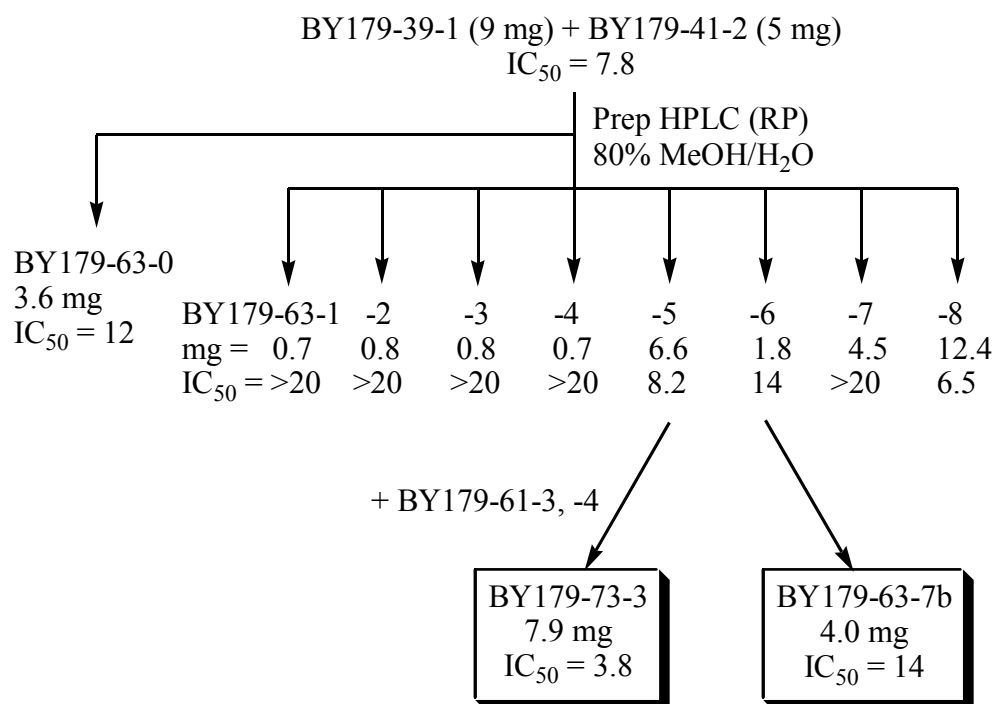 BY179-39-1 (9 mg) + BY179-41-2 (5 mg)
IC50 = 7.8
Prep HPLC (RP)
80% MeOH/H2O
BY179-63-0
3.6 mg
IC50 = 12
BY179-63-1 -2 -3 -4 -5 -6 -7 -8
mg = 0.7 0.8 0.8 0.7 6.6 1.8 4.5 12.4
IC50 = >20 >20 >20 >20 8.2 14 >20 6.5
+ BY179-61-3, -4
BY179-73-3
7.9 mg
IC50 = 3.8
BY179-63-7b
4.0 mg
IC50 = 14